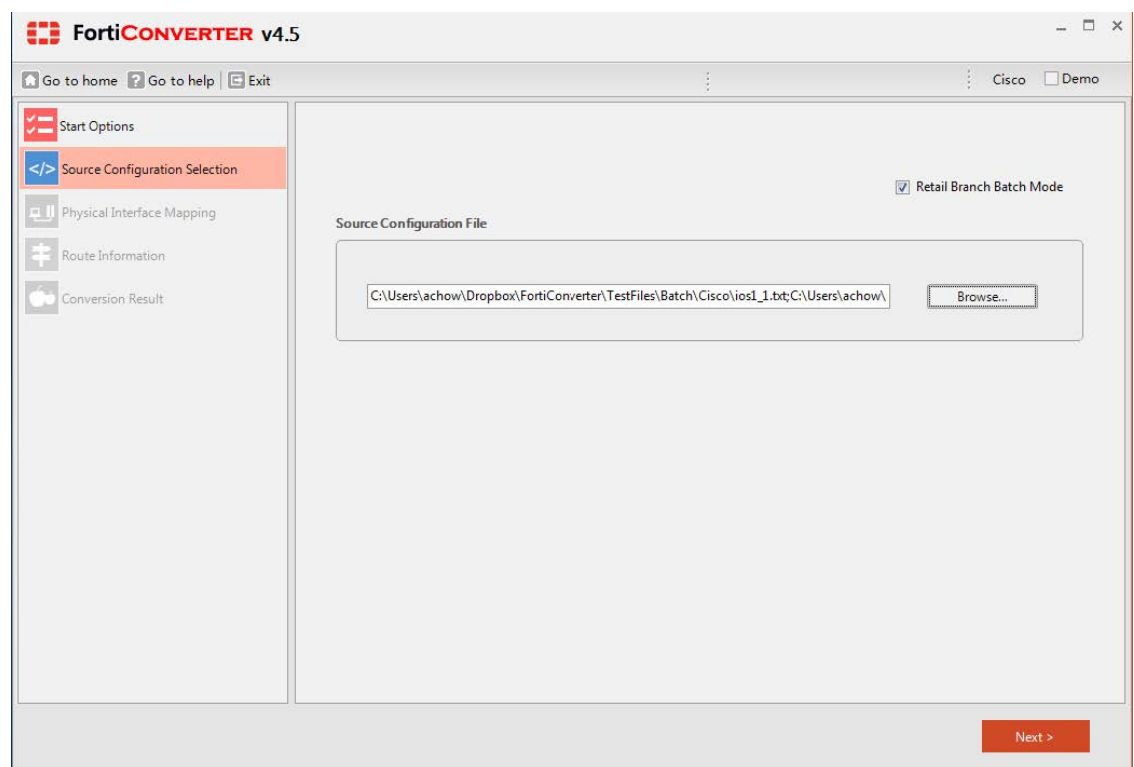 FortiCONVERTER v4.5
Go to home Go to help Exit Cisco Demo
Start Options
</> Source Configuration Selection
Physical Interface Mapping
Route Information
Conversion Result
Retail Branch Batch Mode
Source Configuration File
C:\Users\achow\Dropbox\FortiConverter\TestFiles\Batch\Cisco\ios1_1.txt;C:\Users\achow\
Browse...
Next >